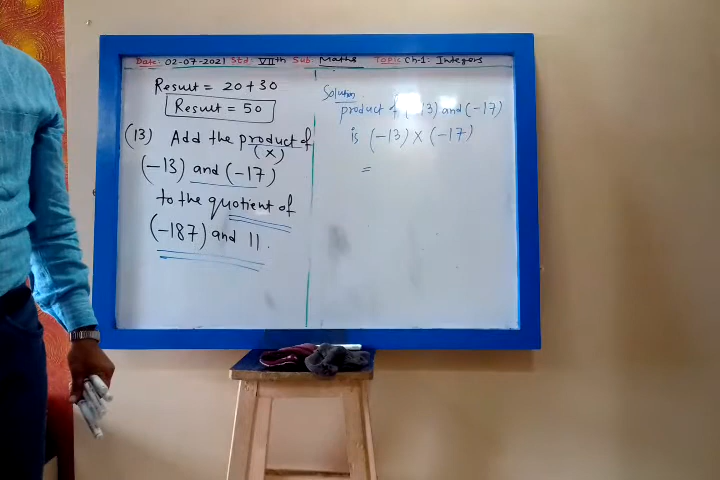 Date: 02-07-2021 Std: VIIth Sub: Maths Topic Ch-1: Integers
Result = 20 + 30
Result = 50
(13) Add the product of
(×)
(-13) and (-17)
to the quotient of
(-187) and 11.
Solution
product of (-13) and (-17)
is (-13) × (-17)
=